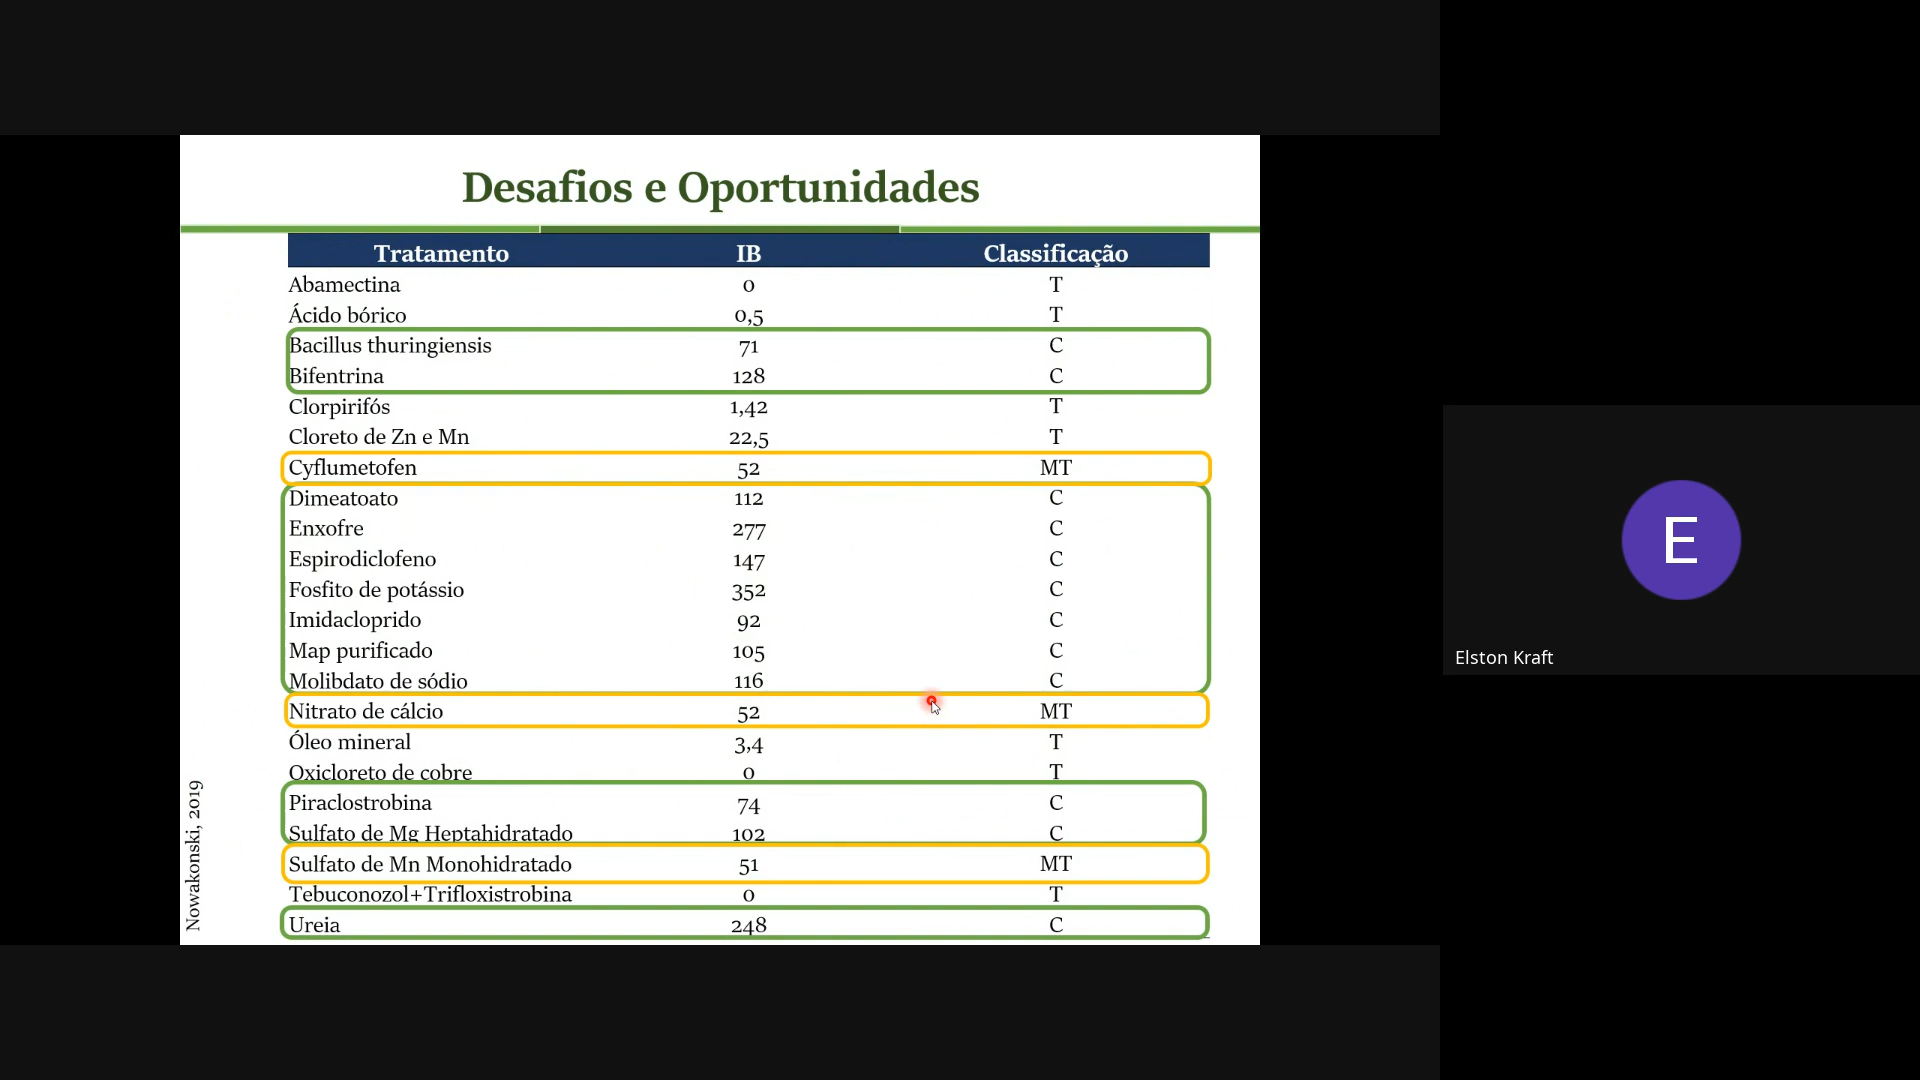 Desafios e Oportunidades
Tratamento IB Classificação
Abamectina 0 T
Ácido bórico 0,5 T
Bacillus thuringiensis 71 C
Bifentrina 128 C
Clorpirifós 1,42 T
Cloreto de Zn e Mn 22,5 T
Cyflumetofen 52 MT
Dimeatoato 112 C
Enxofre 277 C
Espirodiclofeno 147 C
Fosfito de potássio 352 C
Imidacloprido 92 C
Map purificado 105 C
Molibdato de sódio 116 C
Nitrato de cálcio 52 MT
Óleo mineral 3,4 T
Oxicloreto de cobre 0 T
Piraclostrobina 74 C
Sulfato de Mg Heptahidratado 102 C
Sulfato de Mn Monohidratado 51 MT
Tebuconozol+Trifloxistrobina 0 T
Ureia 248 C
Nowakonski, 2019
E
Elston Kraft